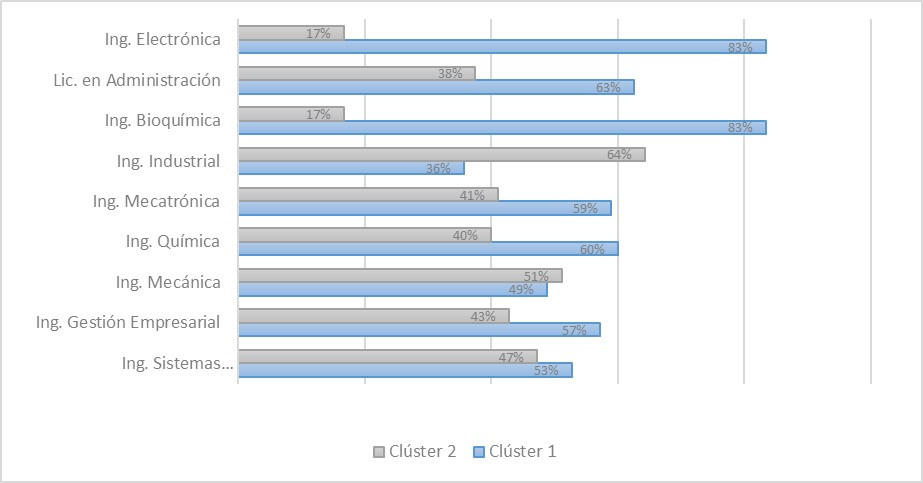 Ing. Electrónica
17%
83%
Lic. en Administración
38%
63%
Ing. Bioquímica
17%
83%
Ing. Industrial
64%
36%
Ing. Mecatrónica
41%
59%
Ing. Química
40%
60%
Ing. Mecánica
51%
49%
Ing. Gestión Empresarial
43%
57%
Ing. Sistemas...
47%
53%
Clúster 2 Clúster 1